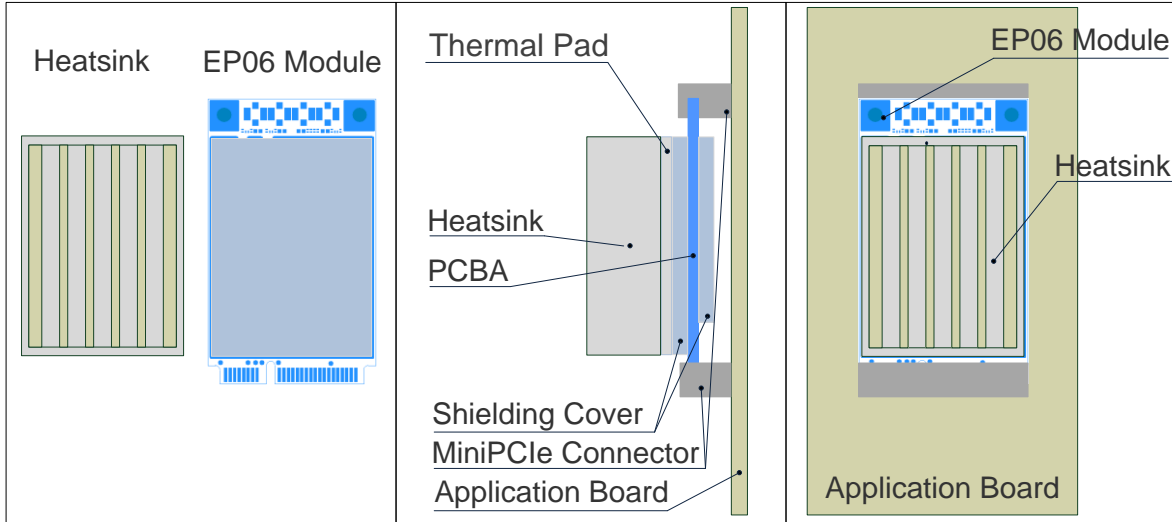 Heatsink
EP06 Module
Thermal Pad
Heatsink
PCBA
Shielding Cover
MiniPCIe Connector
Application Board
EP06 Module
Heatsink
Application Board